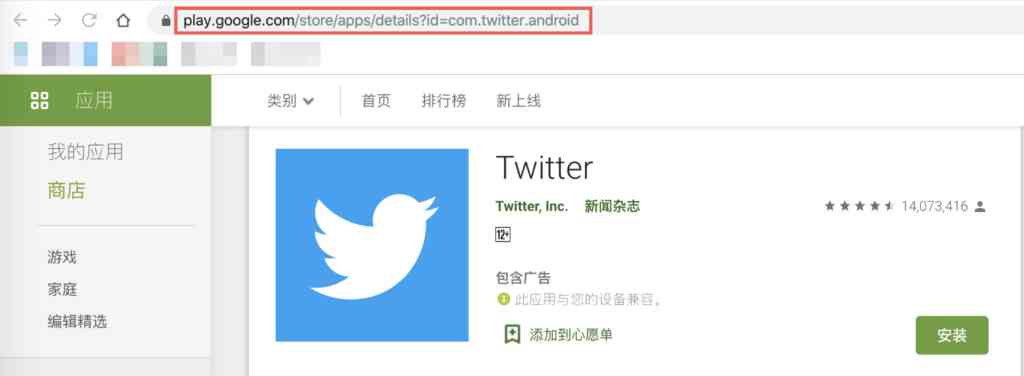 play.google.com/store/apps/details?id=com.twitter.android
应用
类别 首页 排行榜 新上线
我的应用
商店
游戏
家庭
编辑精选
Twitter
Twitter, Inc. 新闻杂志
14,073,416
12+
包含广告
此应用与您的设备兼容。
添加到心愿单
安装